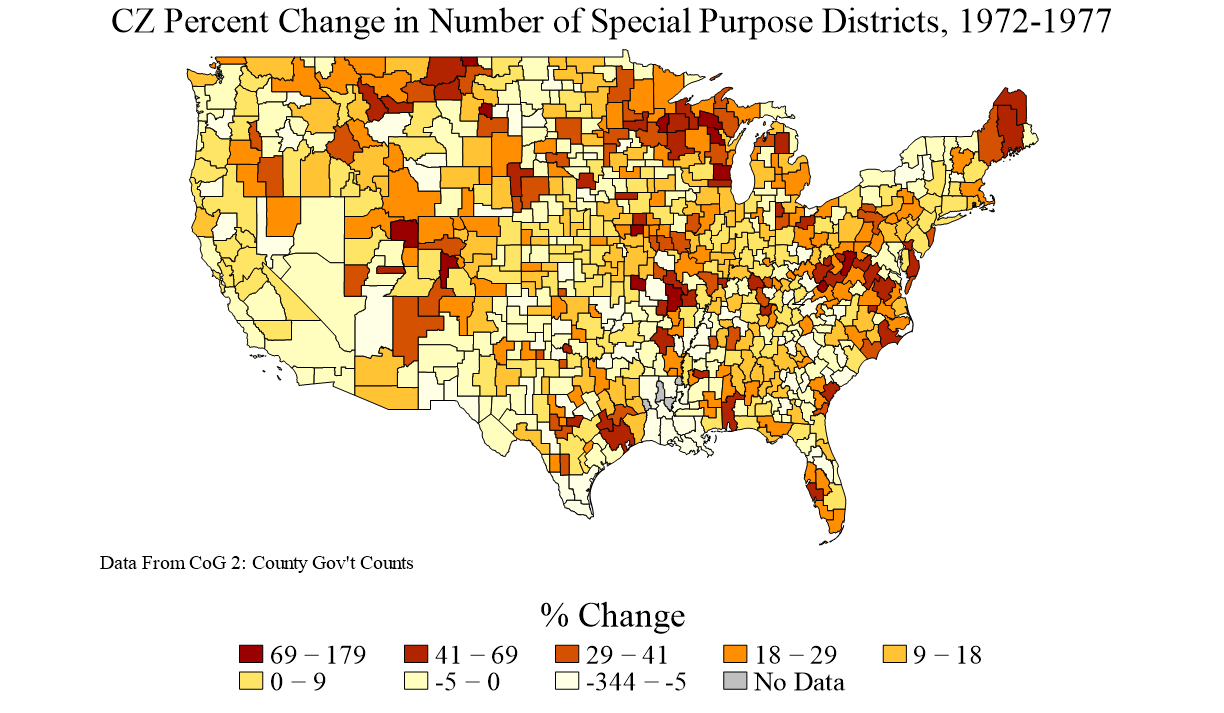 CZ Percent Change in Number of Special Purpose Districts, 1972-1977
Data From CoG 2: County Gov't Counts
% Change
69 − 179 41 − 69 29 − 41 18 − 29 9 − 18
0 − 9 -5 − 0 -344 − -5 No Data